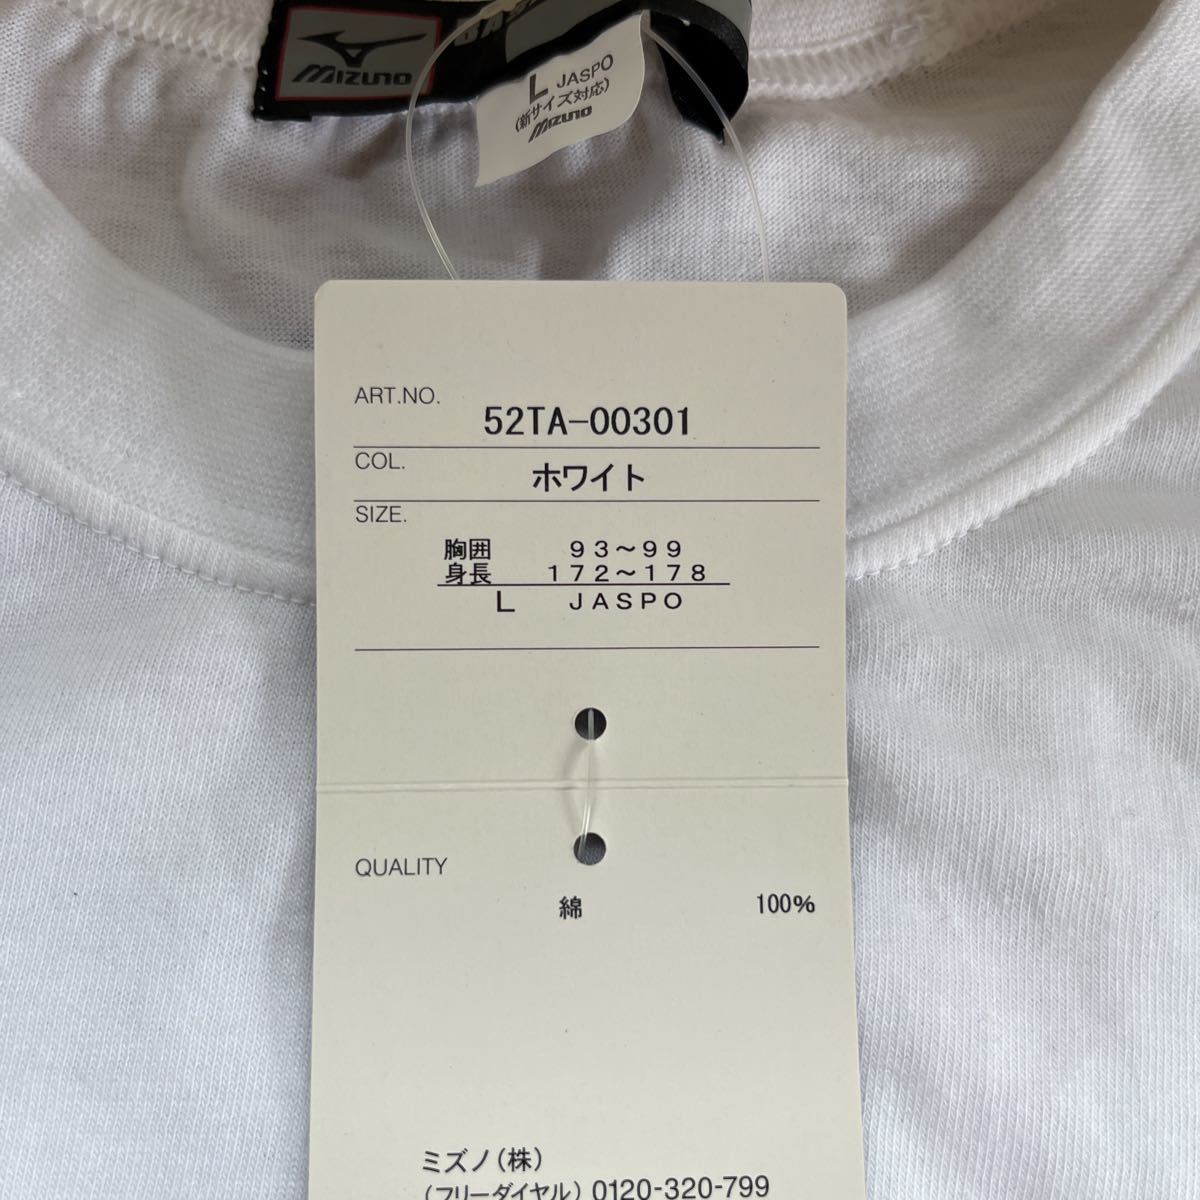 mizuno
L JASPO
(新サイズ対応)
mizuno
ART.NO.
52TA-00301
COL.
ホワイト
SIZE.
胸囲 93〜99
身長 172〜178
L JASPO
QUALITY
綿 100%
ミズノ(株)
(フリーダイヤル) 0120-320-799